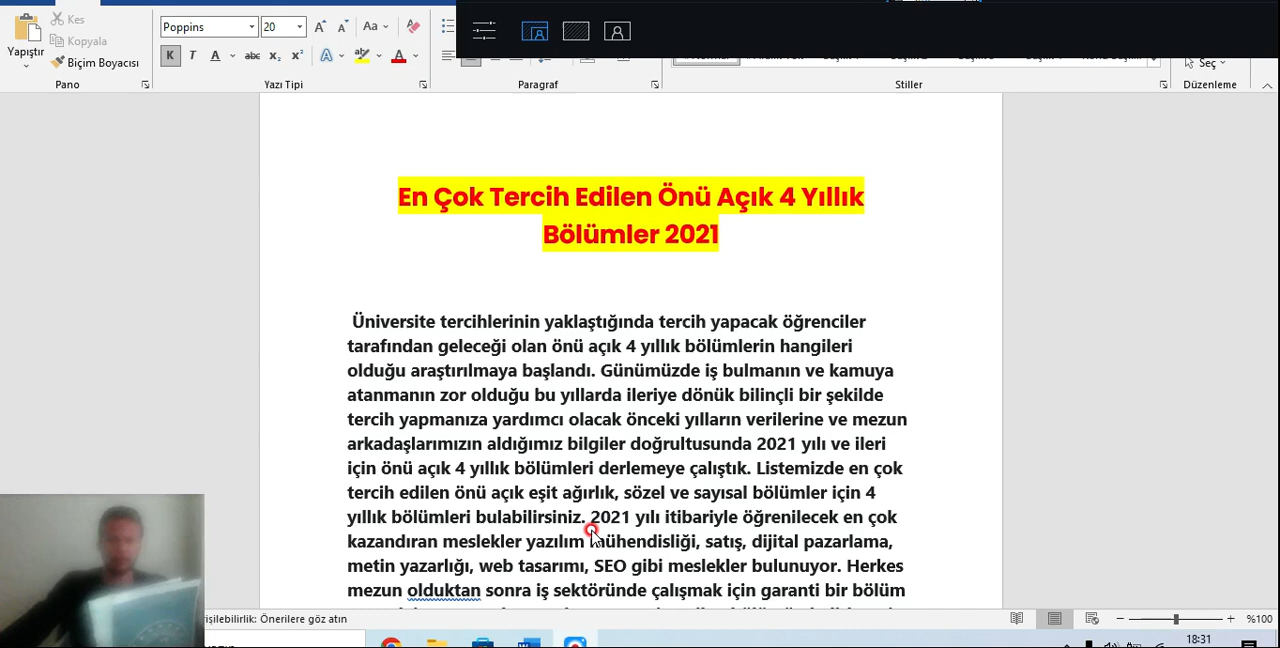 Yapıştır
Kes
Kopyala
Biçim Boyacısı
Pano
Poppins
20
Aa
K T A abc x₂ x² A A
Yazı Tipi
Paragraf
Stiller
Seç
Düzenleme
En Çok Tercih Edilen Önü Açık 4 Yıllık
Bölümler 2021
Üniversite tercihlerinin yaklaştığında tercih yapacak öğrenciler
tarafından geleceği olan önü açık 4 yıllık bölümlerin hangileri
olduğu araştırılmaya başlandı. Günümüzde iş bulmanın ve kamuya
atanmanın zor olduğu bu yıllarda ileriye dönük bilinçli bir şekilde
tercih yapmanıza yardımcı olacak önceki yılların verilerine ve mezun
arkadaşlarımızın aldığımız bilgiler doğrultusunda 2021 yılı ve ileri
için önü açık 4 yıllık bölümleri derlemeye çalıştık. Listemizde en çok
tercih edilen önü açık eşit ağırlık, sözel ve sayısal bölümler için 4
yıllık bölümleri bulabilirsiniz. 2021 yılı itibariyle öğrenilecek en çok
kazandıran meslekler yazılım mühendisliği, satış, dijital pazarlama,
metin yazarlığı, web tasarımı, SEO gibi meslekler bulunuyor. Herkes
mezun olduktan sonra iş sektöründe çalışmak için garanti bir bölüm
Önerilere göz atın
%100
18:31